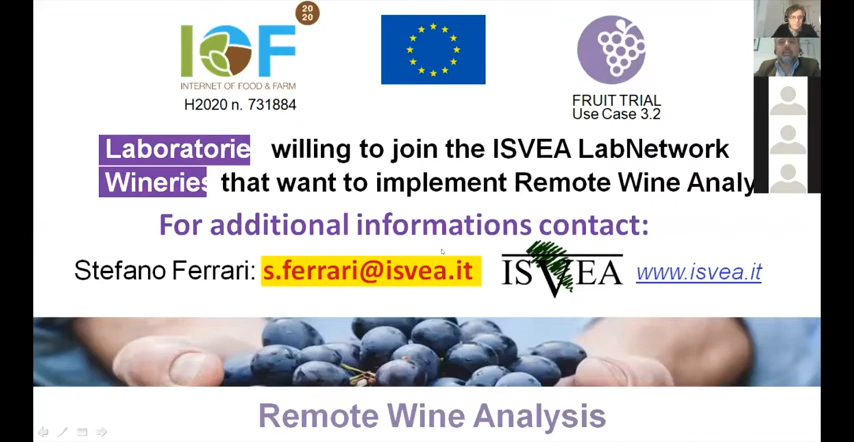 20
20
IOF
INTERNET OF FOOD & FARM
H2020 n. 731884
FRUIT TRIAL
Use Case 3.2
Laboratorie willing to join the ISVEA LabNetwork
Wineries that want to implement Remote Wine Analy
For additional informations contact:
Stefano Ferrari: s.ferrari@isvea.it ISVEA www.isvea.it
Remote Wine Analysis